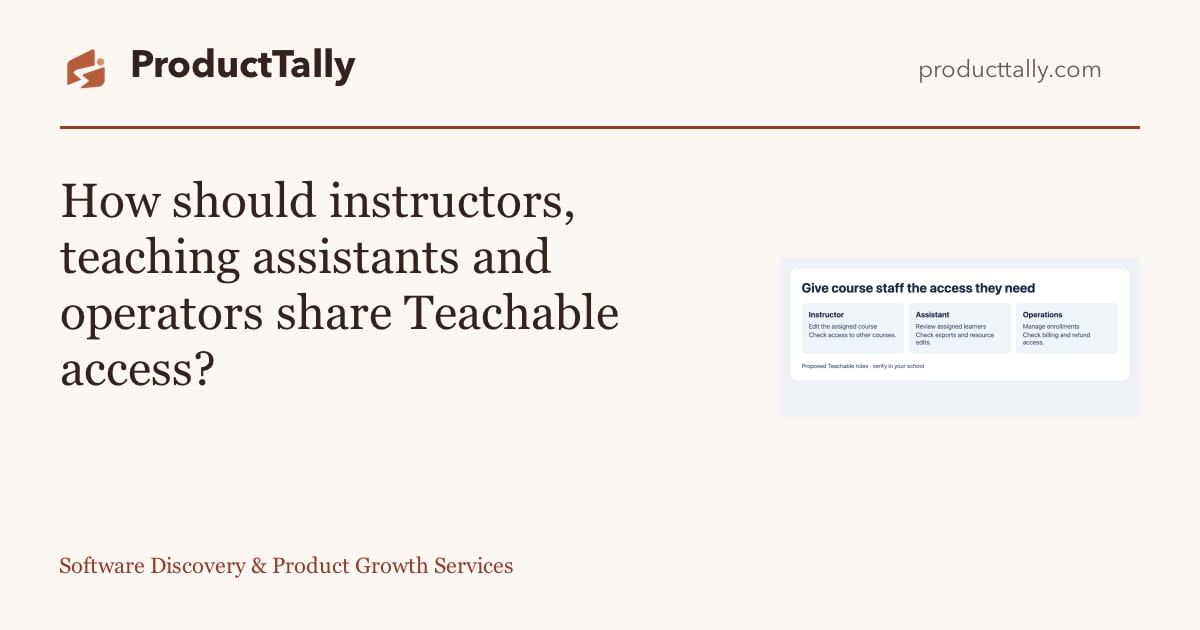 ProductTally
producttally.com
How should instructors,
teaching assistants and
operators share Teachable
access?
Give course staff the access they need
Instructor
Edit the assigned course
Check access to other courses.
Assistant
Review assigned learners
Check exports and resource
edits.
Operations
Manage enrollments
Check billing and refund
access.
Proposed Teachable roles · verify in your school
Software Discovery & Product Growth Services